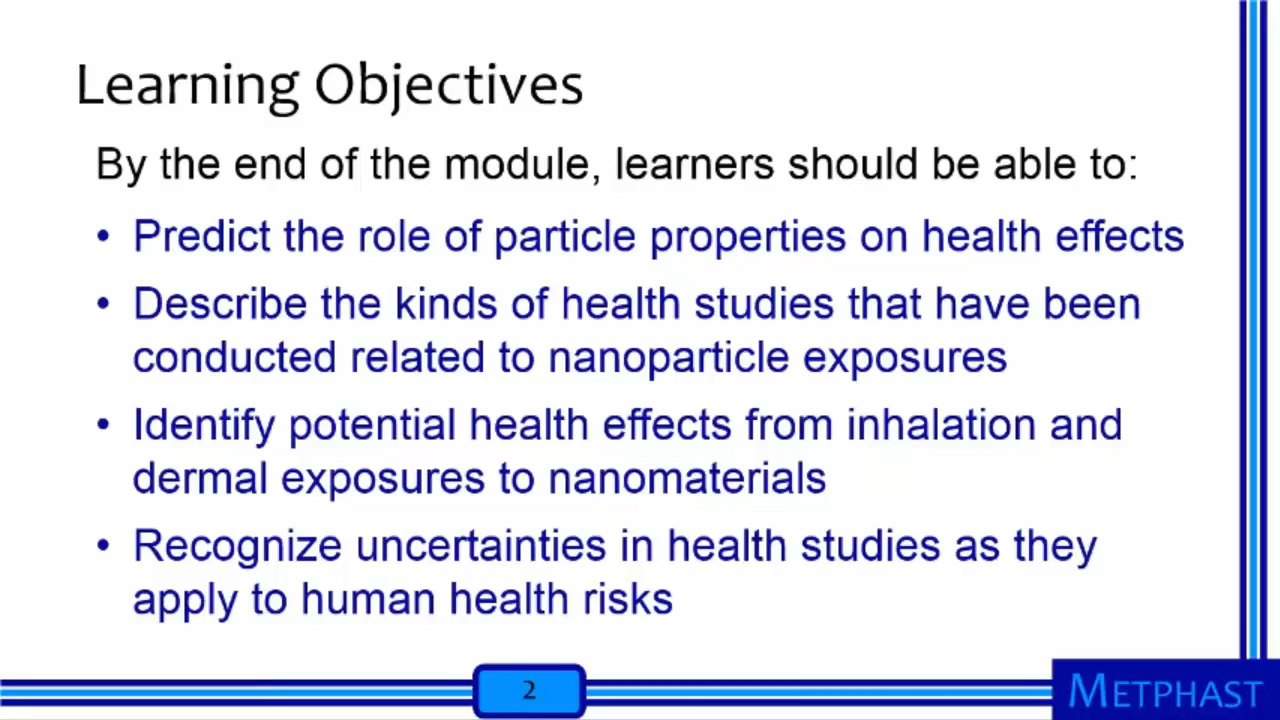 Learning Objectives
By the end of the module, learners should be able to:
• Predict the role of particle properties on health effects
• Describe the kinds of health studies that have been
conducted related to nanoparticle exposures
• Identify potential health effects from inhalation and
dermal exposures to nanomaterials
• Recognize uncertainties in health studies as they
apply to human health risks
2
METPHAST